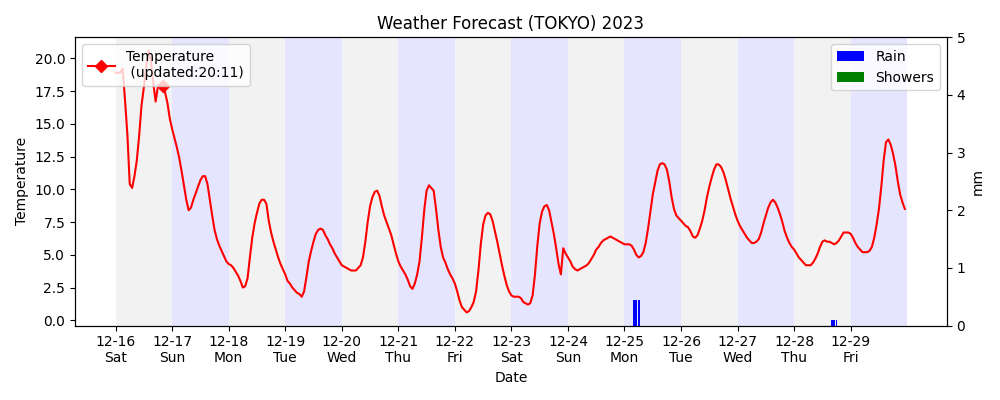 Weather Forecast (TOKYO) 2023
Temperature
(updated:20:11)
Rain
Showers
Temperature
20.0
17.5
15.0
12.5
10.0
7.5
5.0
2.5
0.0
5
4
3
2
1
0
mm
12-16 12-17 12-18 12-19 12-20 12-21 12-22 12-23 12-24 12-25 12-26 12-27 12-28 12-29
Sat Sun Mon Tue Wed Thu Fri Sat Sun Mon Tue Wed Thu Fri
Date